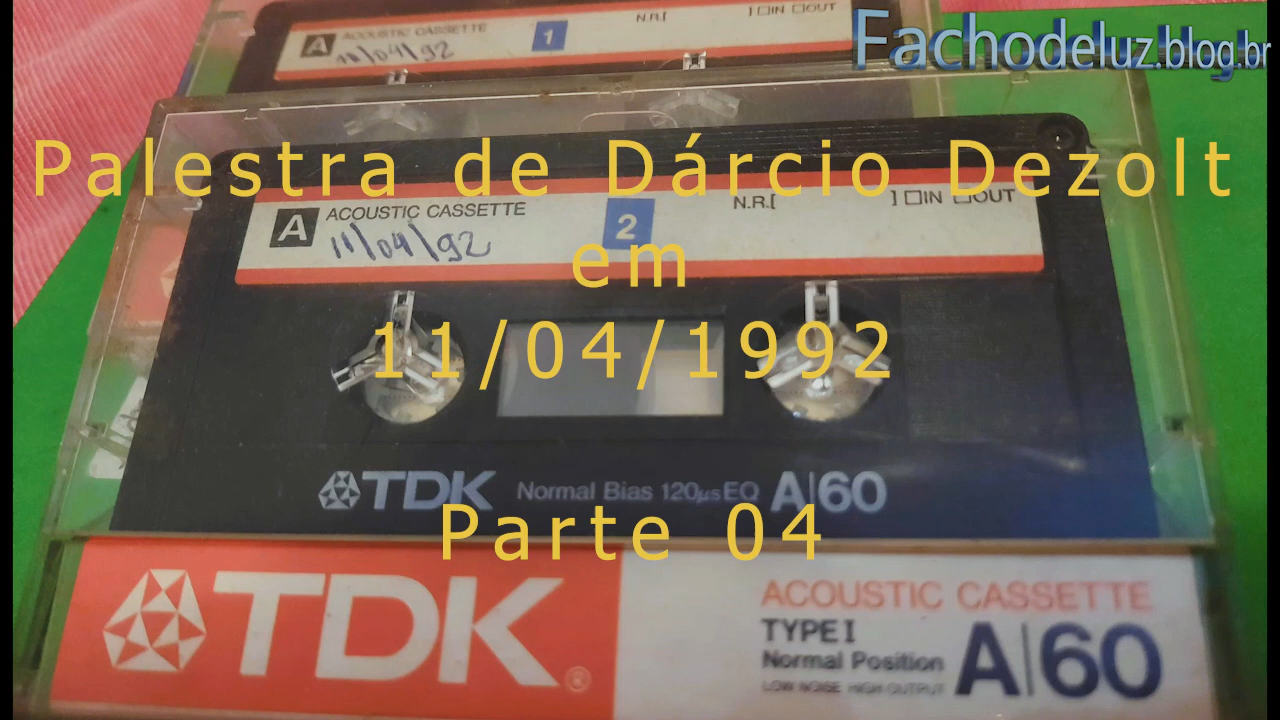 Fachodeluz.blog.br
A ACOUSTIC CASSETTE 1 N.R.[ ] IN OUT
11/04/92
Palestra de Dárcio Dezolt
A ACOUSTIC CASSETTE 2 N.R.[ ] IN OUT
11/04/92
em
11/04/1992
TDK Normal Bias 120μs EQ A|60
Parte 04
TDK®
ACOUSTIC CASSETTE
TYPE I
Normal Position
A|60
LOW NOISE HIGH OUTPUT